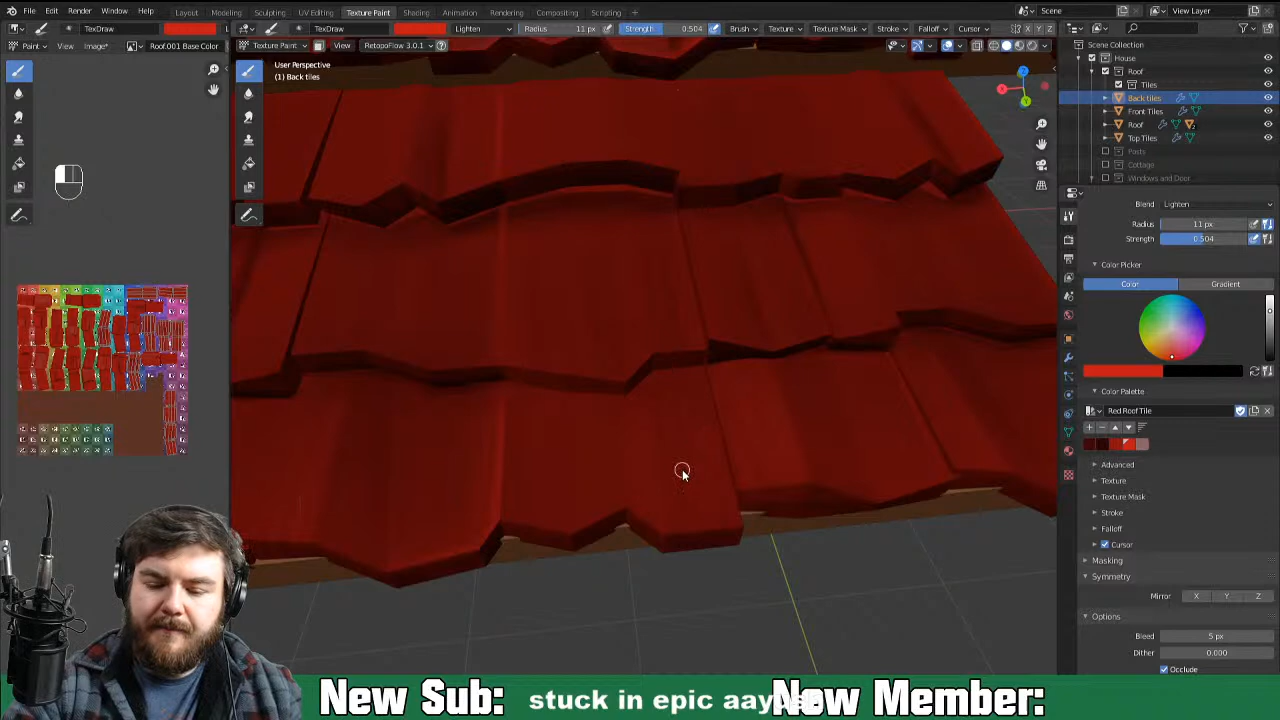 File Edit Render Window Help Layout Modeling Sculpting UV Editing Texture Paint Shading Animation Rendering Compositing Scripting Scene View Layer
TexDraw TexDraw Lighten Radius 11 px Strength 0.504 Brush Texture Texture Mask Stroke Falloff Cursor
Paint View Image* Roof.001 Base Color Texture Paint View RetopoFlow 3.0.1
Scene Collection
House
User Perspective
(1) Back tiles
Roof
Tiles
Back tiles
Front Tiles
Roof
Top Tiles
Posts
Cottage
Windows and Door
Blend Lighten
Radius 11 px
Strength 0.504
Color Picker
Color Gradient
Color Palette
Red Roof Tile
Advanced
Texture
Texture Mask
Stroke
Falloff
Cursor
Masking
Symmetry
Mirror X Y Z
Options
Bleed 5 px
Dither 0.000
Occlude
New Sub: stuck in epic New Member: